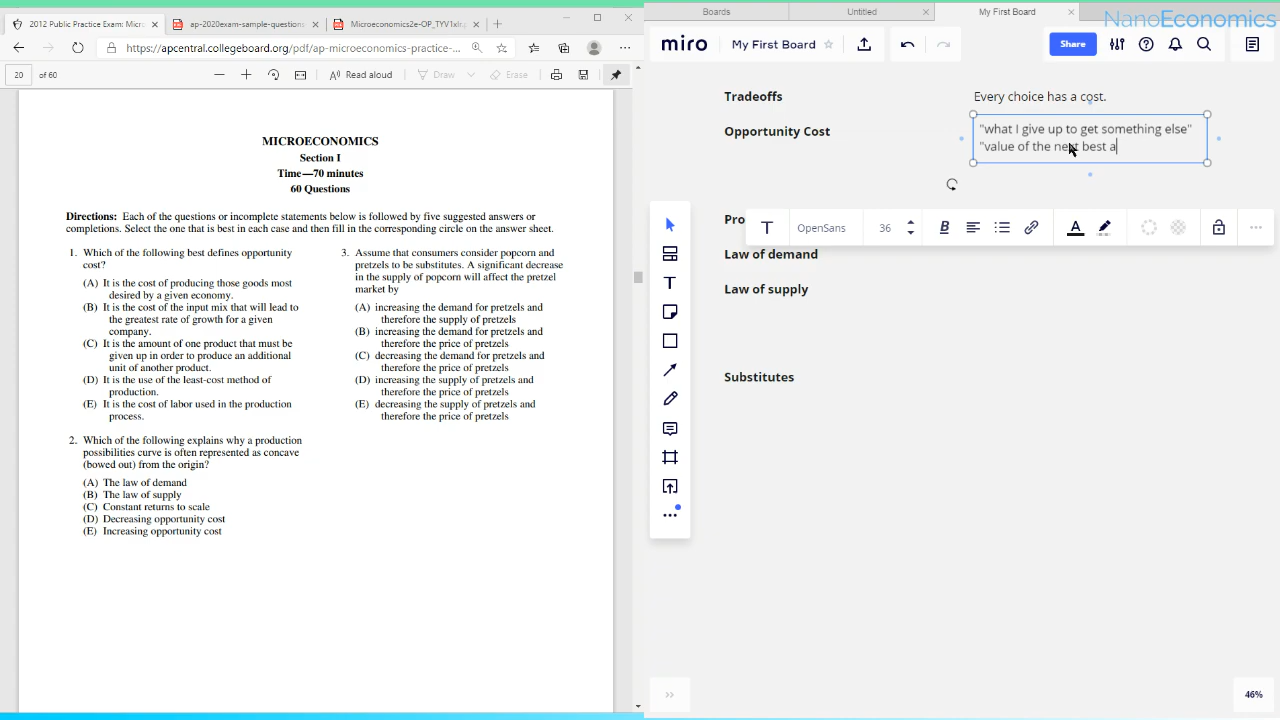 2012 Public Practice Exam: Micro
ap-2020exam-sample-questions
Microeconomics2e-OP_TYV1xlr.p
https://apcentral.collegeboard.org/pdf/ap-microeconomics-practice-...
20 of 60
Read aloud
Draw
Erase
MICROECONOMICS
Section I
Time—70 minutes
60 Questions
Directions: Each of the questions or incomplete statements below is followed by five suggested answers or
completions. Select the one that is best in each case and then fill in the corresponding circle on the answer sheet.
1. Which of the following best defines opportunity
cost?
(A) It is the cost of producing those goods most
desired by a given economy.
(B) It is the cost of the input mix that will lead to
the greatest rate of growth for a given
company.
(C) It is the amount of one product that must be
given up in order to produce an additional
unit of another product.
(D) It is the use of the least-cost method of
production.
(E) It is the cost of labor used in the production
process.
2. Which of the following explains why a production
possibilities curve is often represented as concave
(bowed out) from the origin?
(A) The law of demand
(B) The law of supply
(C) Constant returns to scale
(D) Decreasing opportunity cost
(E) Increasing opportunity cost
3. Assume that consumers consider popcorn and
pretzels to be substitutes. A significant decrease
in the supply of popcorn will affect the pretzel
market by
(A) increasing the demand for pretzels and
therefore the supply of pretzels
(B) increasing the demand for pretzels and
therefore the price of pretzels
(C) decreasing the demand for pretzels and
therefore the price of pretzels
(D) increasing the supply of pretzels and
therefore the price of pretzels
(E) decreasing the supply of pretzels and
therefore the price of pretzels
Boards
Untitled
My First Board
NanoEconomics
miro
My First Board
Share
Tradeoffs
Every choice has a cost.
Opportunity Cost
"what I give up to get something else"
"value of the next best a
Pro
OpenSans
36
Law of demand
Law of supply
Substitutes
46%